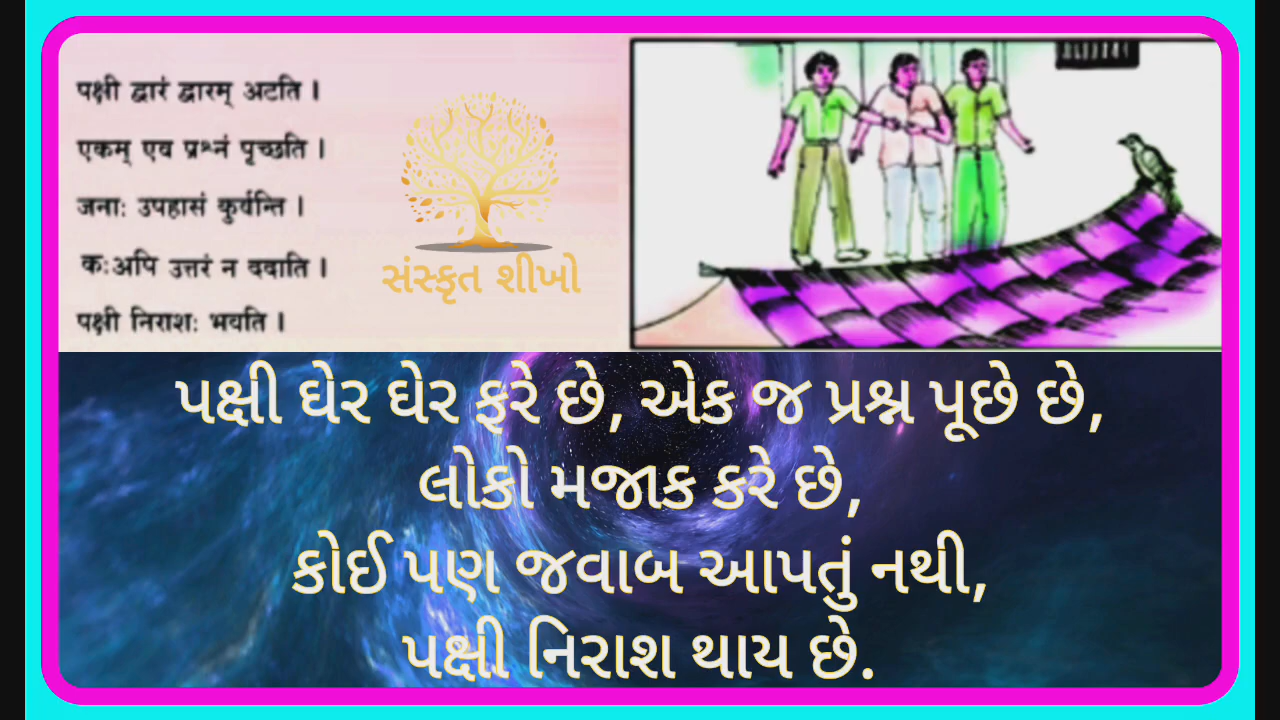 पक्षी द्वारं द्वारम् अटति ।
एकम् एव प्रश्नं पृच्छति ।
जनाः उपहासं कुर्वन्ति ।
कःअपि उत्तरं न ददाति ।
पक्षी निराशः भवति ।
સંસ્કૃત શીખો
પક્ષી ઘેર ઘેર ફરે છે, એક જ પ્રશ્ન પૂછે છે,
લોકો મજાક કરે છે,
કોઈ પણ જવાબ આપતું નથી,
પક્ષી નિરાશ થાય છે.